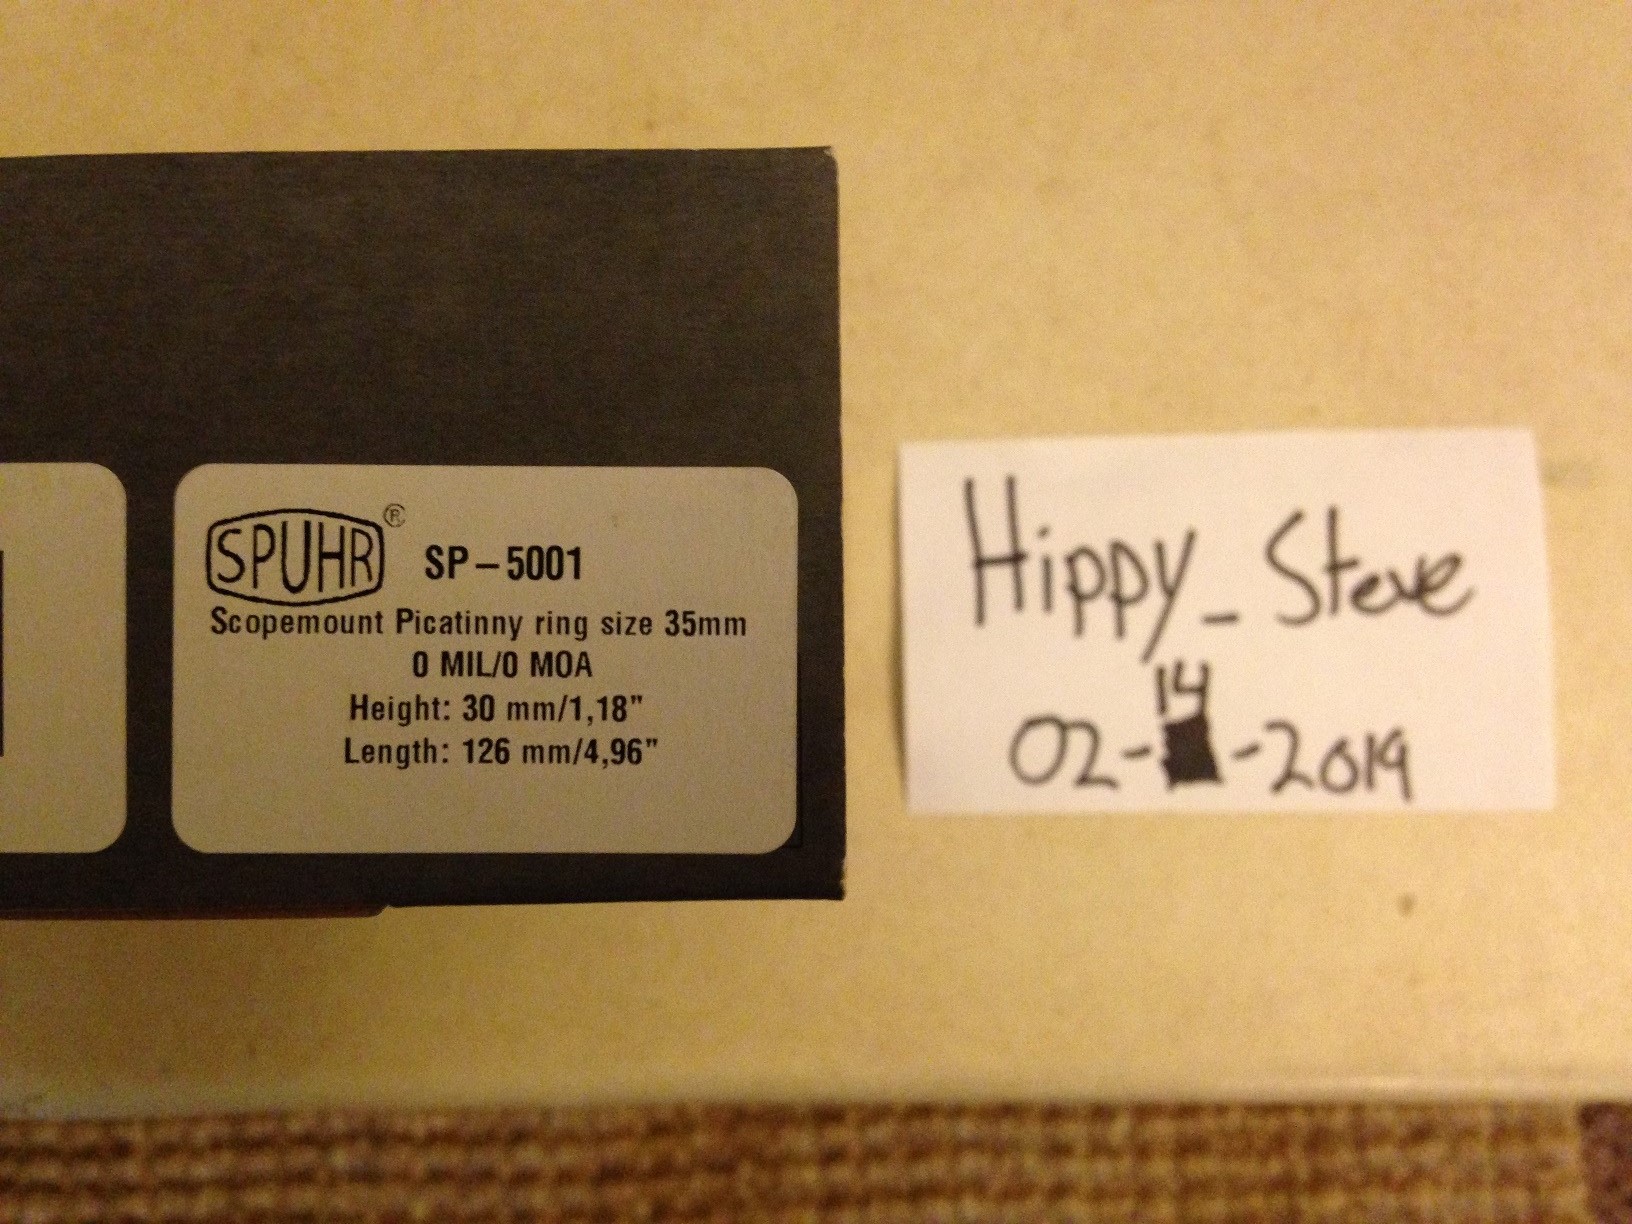 SPUHR® SP-5001
Scopemount Picatinny ring size 35mm
0 MIL/0 MOA
Height: 30 mm/1,18"
Length: 126 mm/4,96"
Hippy_Steve
14
02-■-2019